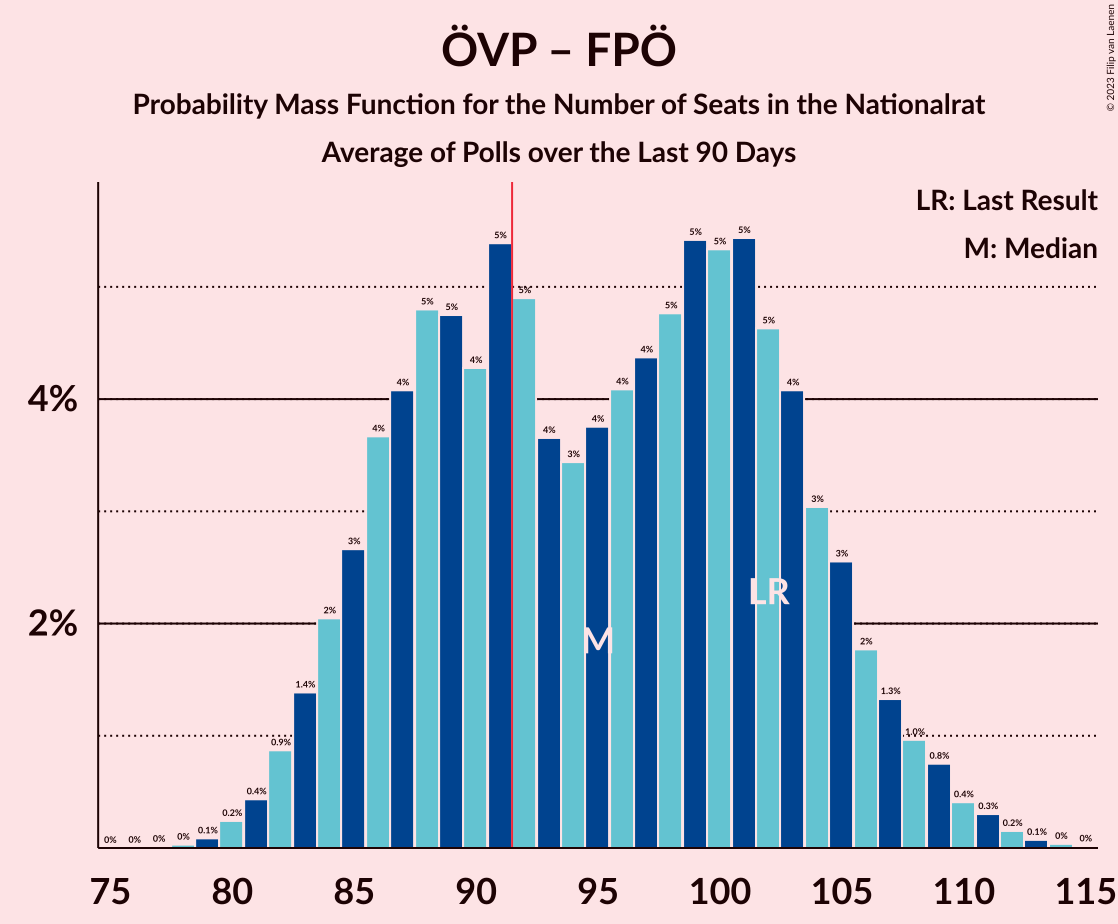 ÖVP – FPÖ
Probability Mass Function for the Number of Seats in the Nationalrat
Average of Polls over the Last 90 Days
© 2023 Filip van Laenen
LR: Last Result
M: Median
4%
2%
0% 0% 0% 0% 0.1% 0.2% 0.4% 0.9% 1.4% 2% 3% 4% 4% 5% 5% 4% 5% 5% 4% 3% 4% 4% 4% 5% 5% 5% 5% 5% 4% 3% 3% 2% 1.3% 1.0% 0.8% 0.4% 0.3% 0.2% 0.1% 0% 0%
LR
M
75 80 85 90 95 100 105 110 115